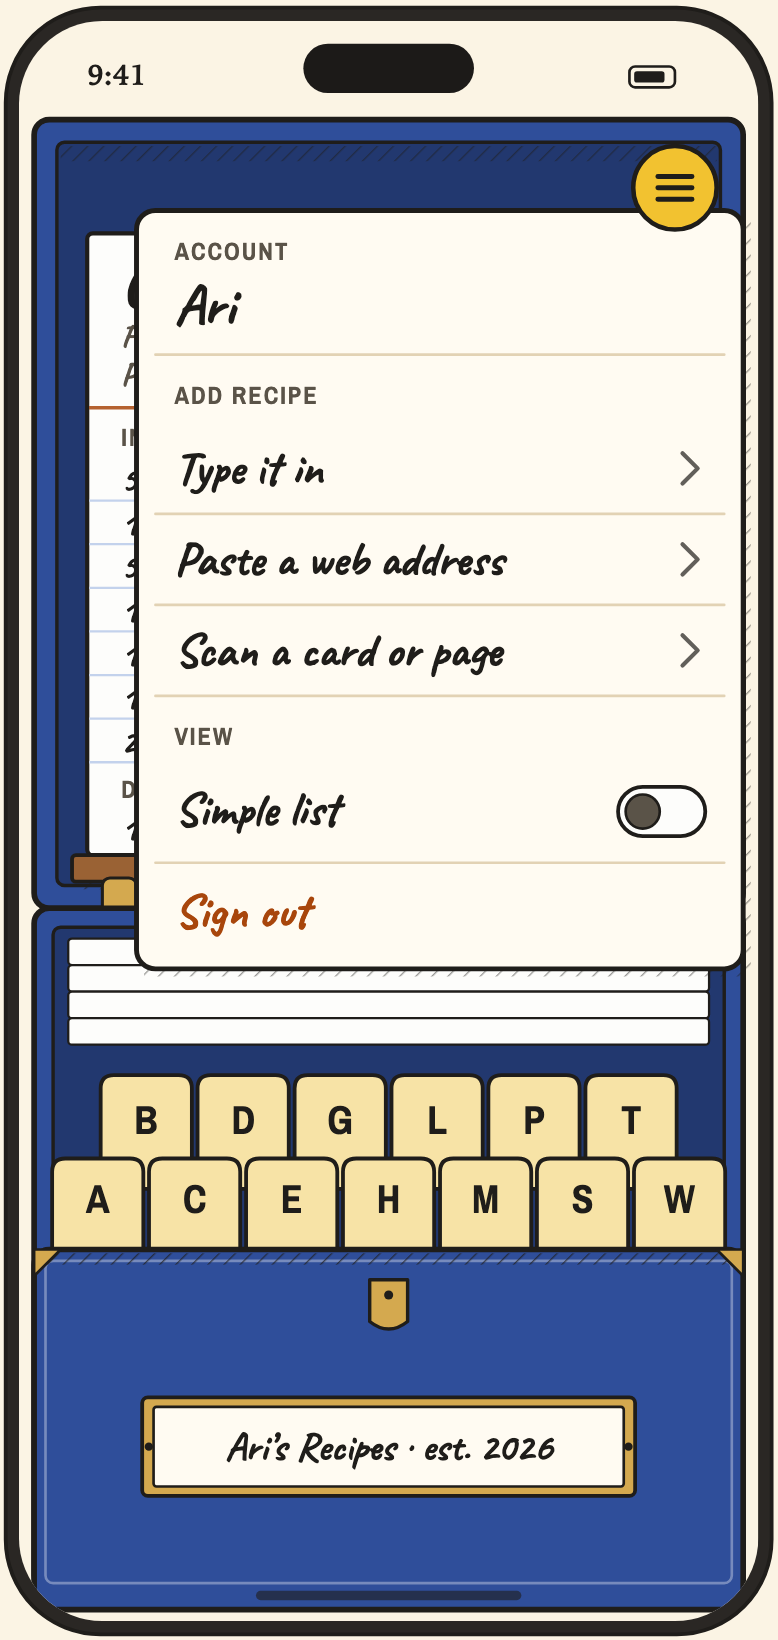 9:41
ACCOUNT
Ari
ADD RECIPE
Type it in
Paste a web address
Scan a card or page
VIEW
Simple list
Sign out
B D G L P T
A C E H M S W
Ari's Recipes · est. 2026